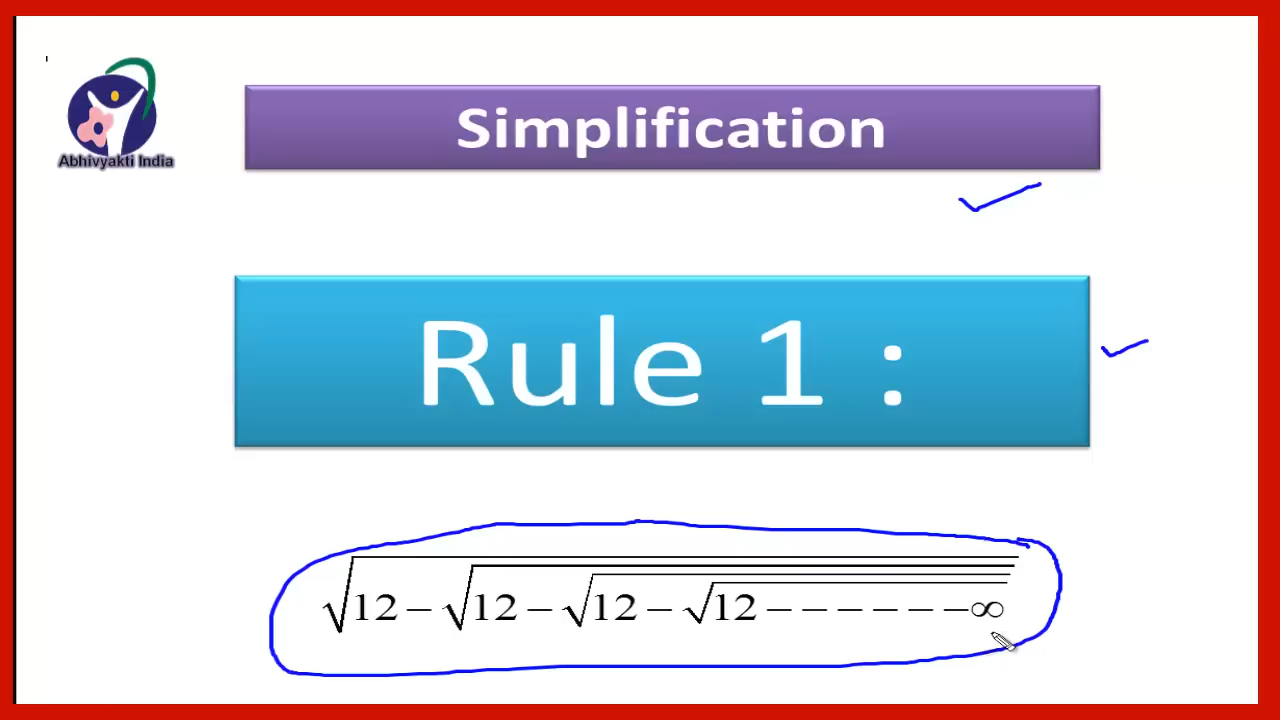 Abhivyakti India
Simplification
Rule 1 :
√12 − √12 − √12 − √12 − − − − − − ∞